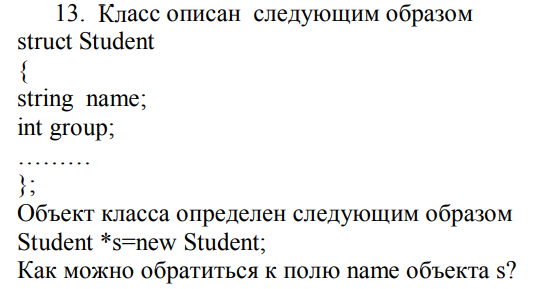 13. Класс описан следующим образом
struct Student
{
string name;
int group;
………
};
Объект класса определен следующим образом
Student *s=new Student;
Как можно обратиться к полю name объекта s?